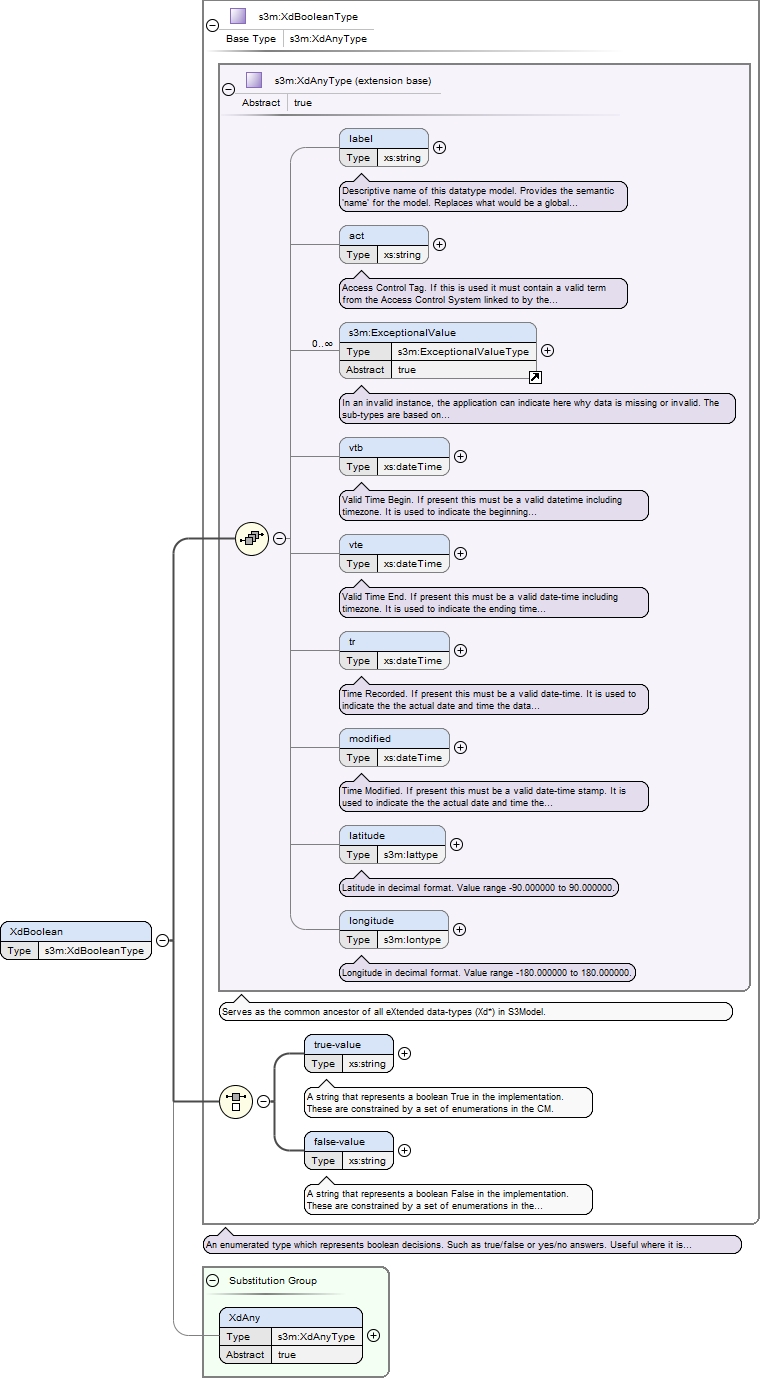 s3m:XdBooleanType
Base Type s3m:XdAnyType
s3m:XdAnyType (extension base)
Abstract true
label
Type xs:string
Descriptive name of this datatype model. Provides the semantic
'name' for the model. Replaces what would be a global...
act
Type xs:string
Access Control Tag. If this is used it must contain a valid term
from the Access Control System linked to by the...
0..∞
s3m:ExceptionalValue
Type s3m:ExceptionalValueType
Abstract true
In an invalid instance, the application can indicate here why data is missing or invalid. The
sub-types are based on...
vtb
Type xs:dateTime
Valid Time Begin. If present this must be a valid datetime including
timezone. It is used to indicate the beginning...
vte
Type xs:dateTime
Valid Time End. If present this must be a valid date-time including
timezone. It is used to indicate the ending time...
tr
Type xs:dateTime
Time Recorded. If present this must be a valid date-time. It is used to
indicate the the actual date and time the data...
modified
Type xs:dateTime
Time Modified. If present this must be a valid date-time stamp. It is
used to indicate the the actual date and time the...
latitude
Type s3m:lattype
Latitude in decimal format. Value range -90.000000 to 90.000000.
longitude
Type s3m:lontype
Longitude in decimal format. Value range -180.000000 to 180.000000.
XdBoolean
Type s3m:XdBooleanType
Serves as the common ancestor of all eXtended data-types (Xd*) in S3Model.
true-value
Type xs:string
A string that represents a boolean True in the implementation.
These are constrained by a set of enumerations in the CM.
false-value
Type xs:string
A string that represents a boolean False in the implementation.
These are constrained by a set of enumerations in the...
An enumerated type which represents boolean decisions. Such as true/false or yes/no answers. Useful where it is...
Substitution Group
XdAny
Type s3m:XdAnyType
Abstract true